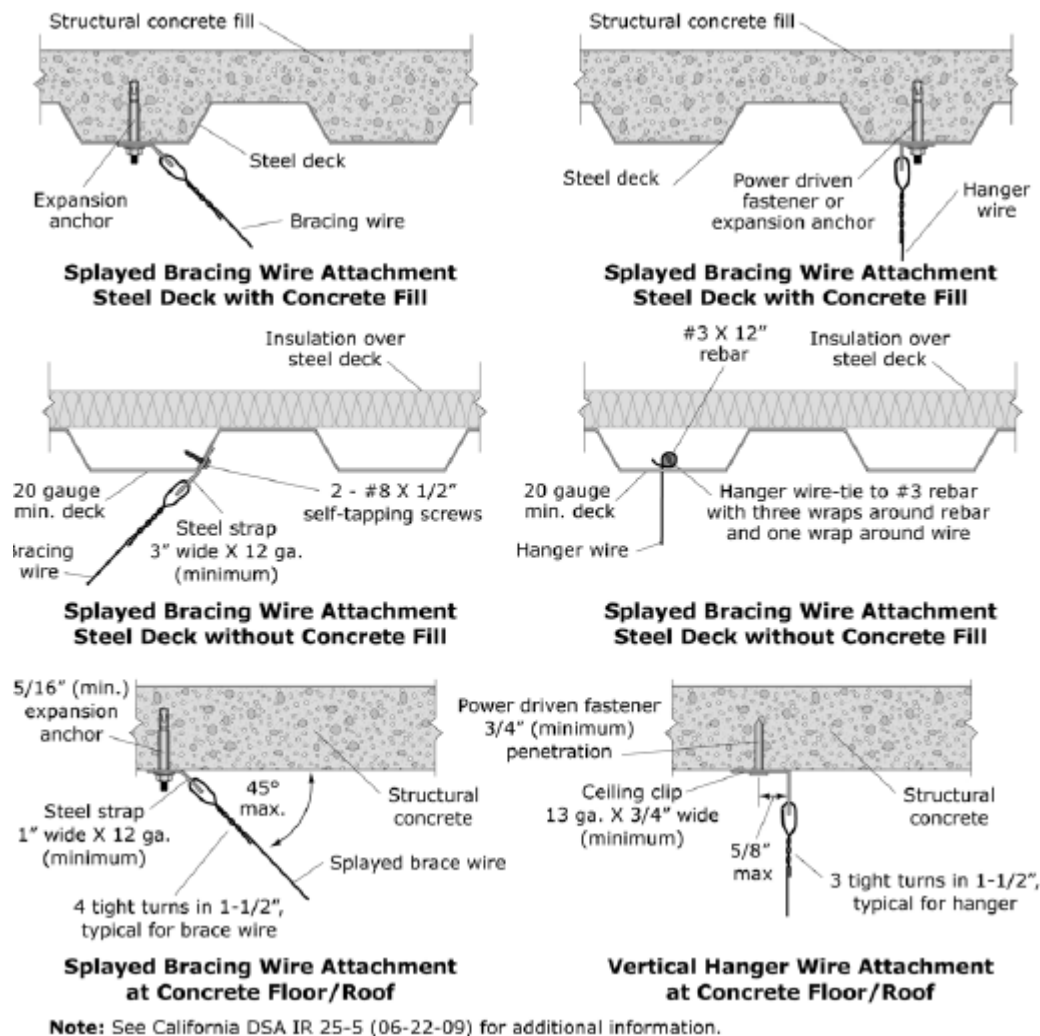 Structural concrete fill
Steel deck
Expansion
anchor
Bracing wire
Splayed Bracing Wire Attachment
Steel Deck with Concrete Fill
Structural concrete fill
Steel deck
Power driven
fastener or
expansion anchor
Hanger
wire
Splayed Bracing Wire Attachment
Steel Deck with Concrete Fill
Insulation over
steel deck
20 gauge
min. deck
Steel strap
3" wide X 12 ga.
(minimum)
2 - #8 X 1/2"
self-tapping screws
Bracing
wire
Splayed Bracing Wire Attachment
Steel Deck without Concrete Fill
#3 X 12"
rebar
Insulation over
steel deck
20 gauge
min. deck
Hanger wire-tie to #3 rebar
with three wraps around rebar
and one wrap around wire
Hanger wire
Splayed Bracing Wire Attachment
Steel Deck without Concrete Fill
5/16" (min.)
expansion
anchor
45°
max.
Steel strap
1" wide X 12 ga.
(minimum)
Structural
concrete
Splayed brace wire
4 tight turns in 1-1/2",
typical for brace wire
Splayed Bracing Wire Attachment
at Concrete Floor/Roof
Power driven fastener
3/4" (minimum)
penetration
Ceiling clip
13 ga. X 3/4" wide
(minimum)
5/8"
max
Structural
concrete
3 tight turns in 1-1/2",
typical for hanger
Vertical Hanger Wire Attachment
at Concrete Floor/Roof
Note: See California DSA IR 25-5 (06-22-09) for additional information.